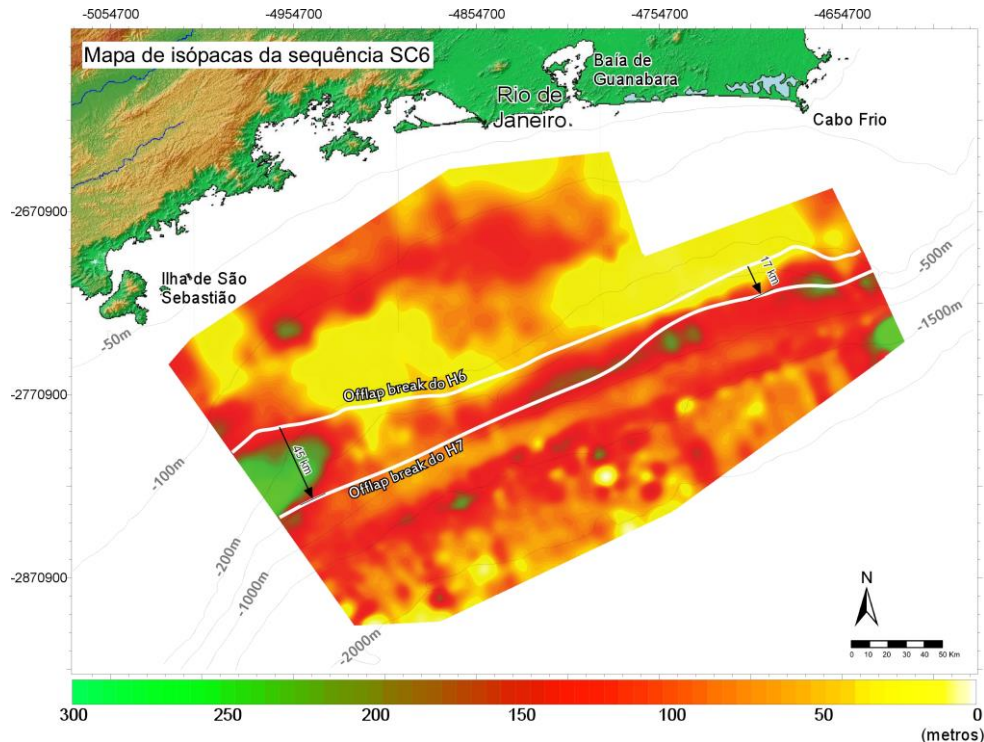 -5054700 -4954700 -4854700 -4754700 -4654700
Mapa de isópacas da sequência SC6
Baía de
Guanabara
Rio de
Janeiro
Cabo Frio
-2670900
Ilha de São
Sebastião
17 km
-500m
-1500m
-50m
-2770900
Offlap break do H6
45 km
Offlap break do H7
-100m
-200m
-1000m
-2870900
-2000m
N
0 10 20 30 40 50 Km
300 250 200 150 100 50 0
(metros)